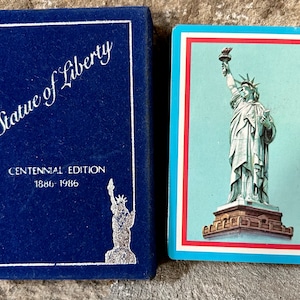 Statue of Liberty
CENTENNIAL EDITION
1886-1986